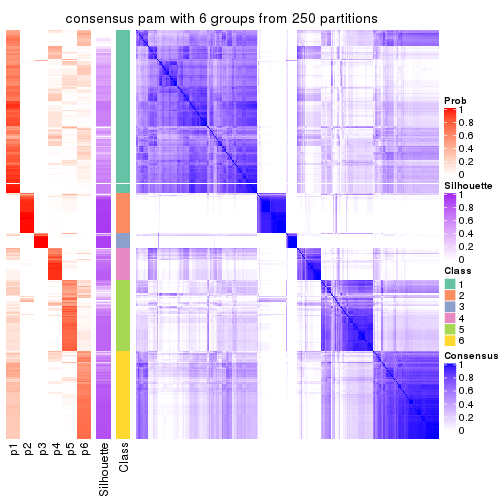 consensus pam with 6 groups from 250 partitions
Prob
1
0.8
0.6
0.4
0.2
0
Silhouette
1
0.8
0.6
0.4
0.2
0
Class
1
2
3
4
5
6
Consensus
1
0.8
0.6
0.4
0.2
0
p1
p2
p3
p4
p5
p6
Silhouette
Class